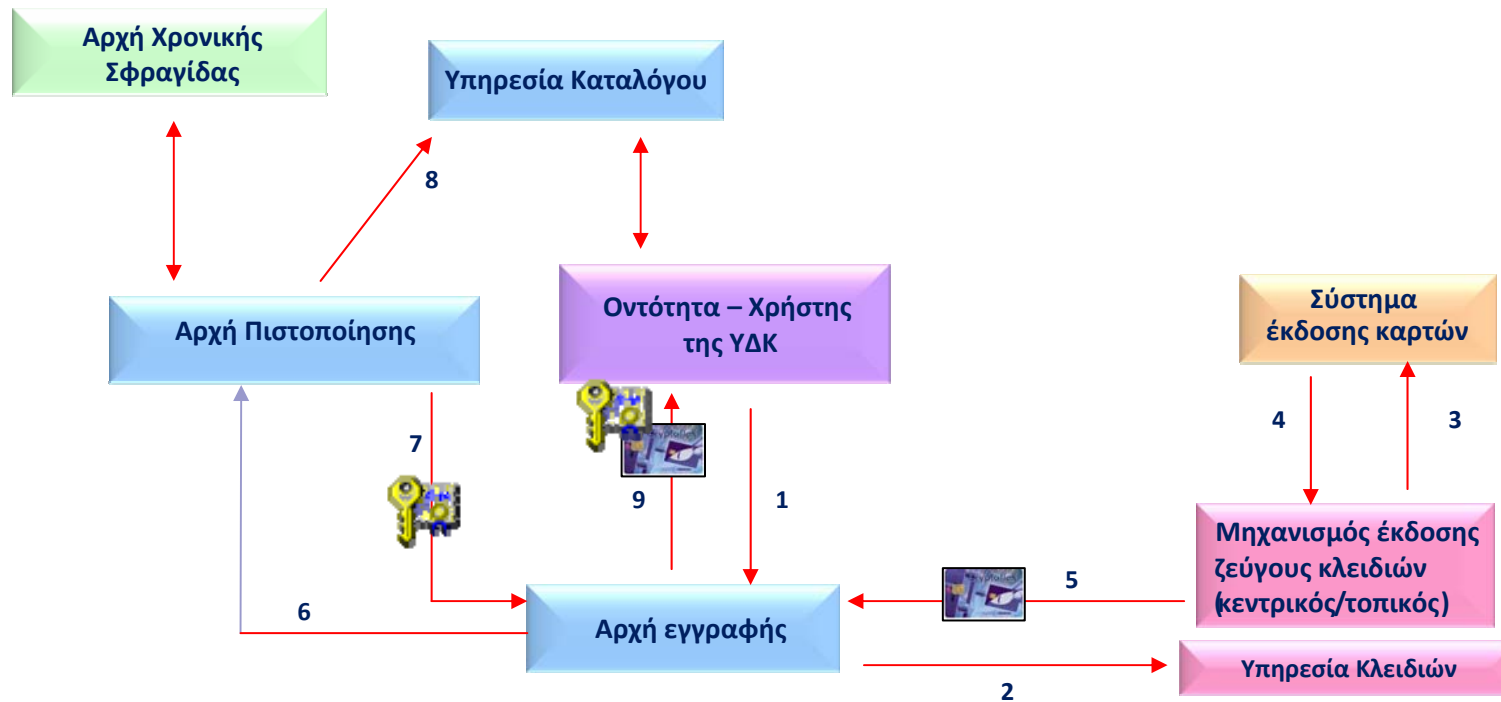 Αρχή Χρονικής
Σφραγίδας
Υπηρεσία Καταλόγου
8
Οντότητα – Χρήστης
της ΥΔΚ
Αρχή Πιστοποίησης
Σύστημα
έκδοσης καρτών
7
9
1
4
3
Μηχανισμός έκδοσης
ζεύγους κλειδιών
(κεντρικός/τοπικός)
5
6
Αρχή εγγραφής
2
Υπηρεσία Κλειδιών